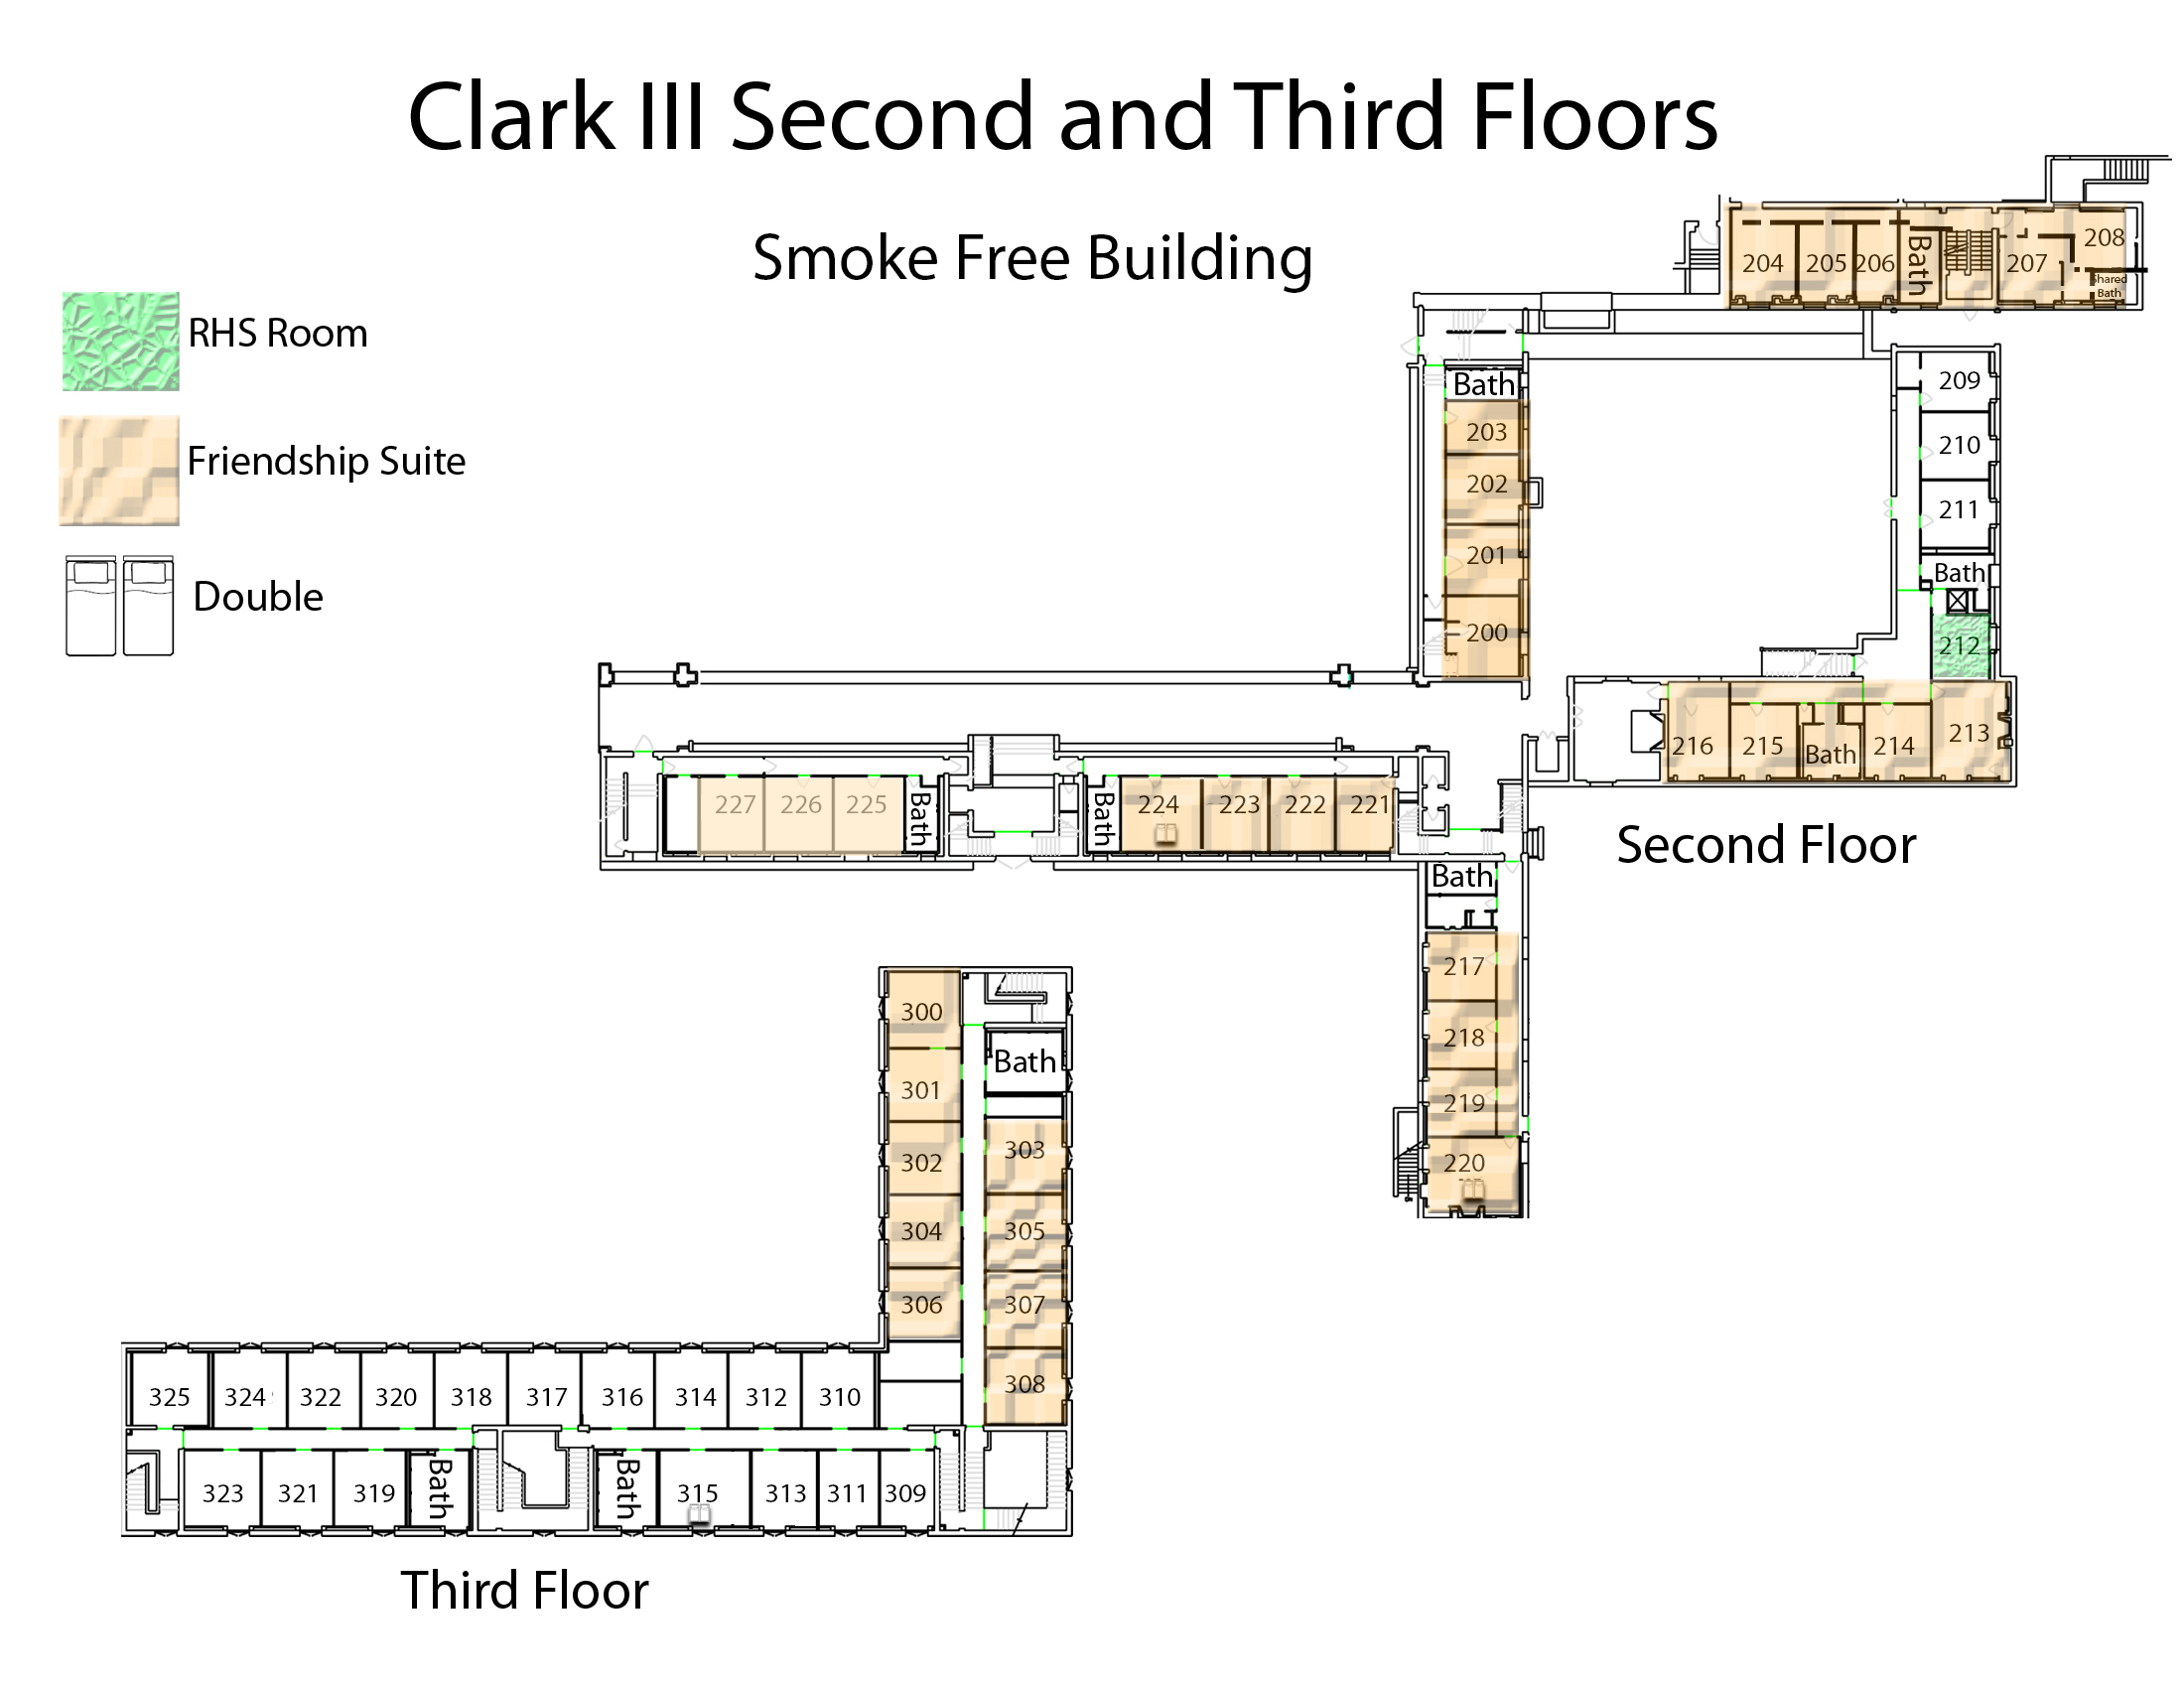 Clark III Second and Third Floors
Smoke Free Building
RHS Room
Friendship Suite
Double
204 205 206 Bath 207 208
Shared
Bath
Bath
203
202
201
200
209
210
211
Bath
212
213
216 215 Bath 214
227 226 225 Bath
Bath 224 223 222 221
Second Floor
Bath
217
218
219
220
300
301
302
304
306
Bath
303
305
307
308
325 324 322 320 318 317 316 314 312 310
323 321 319 Bath Bath 315 313 311 309
Third Floor